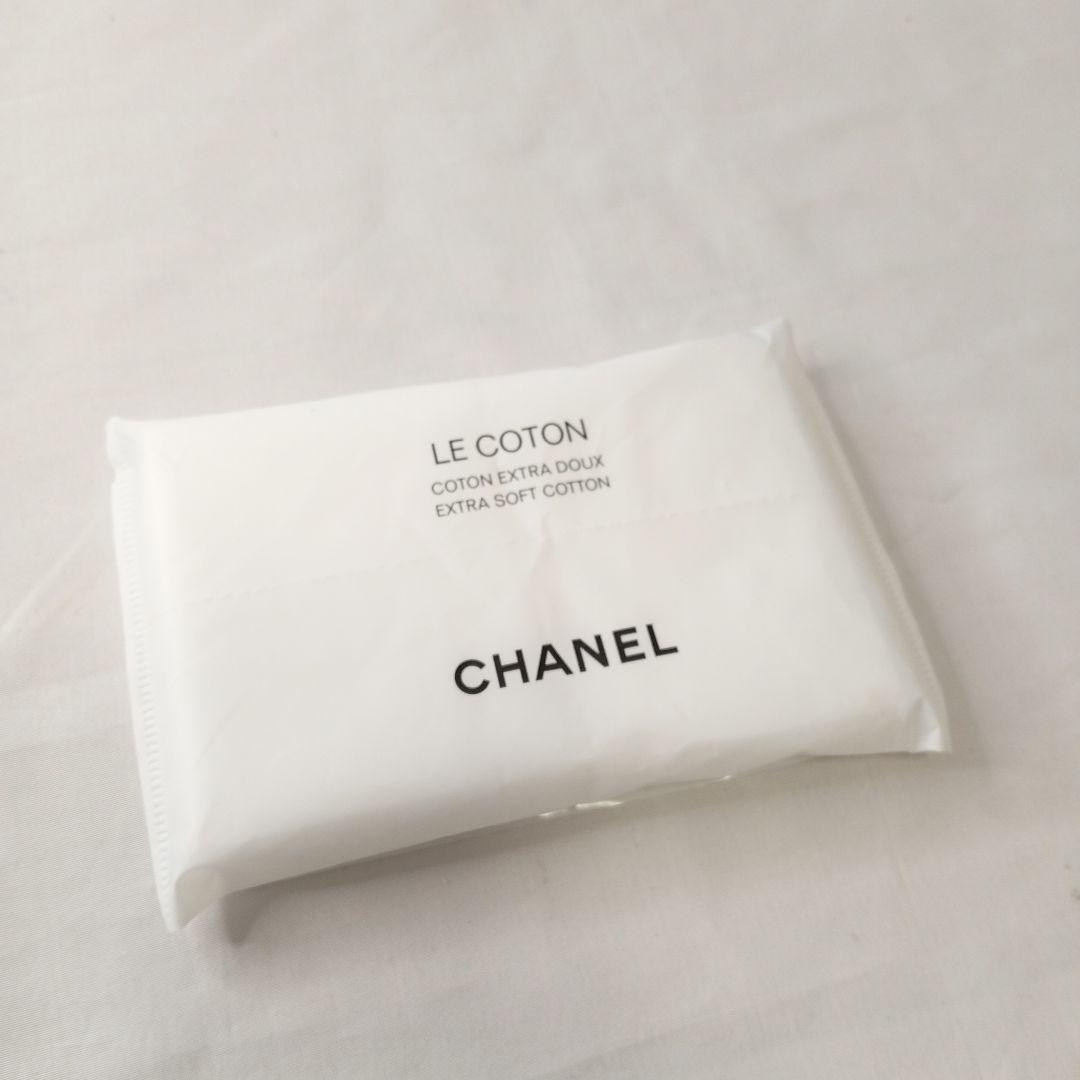 LE COTON
COTON EXTRA DOUX
EXTRA SOFT COTTON
CHANEL